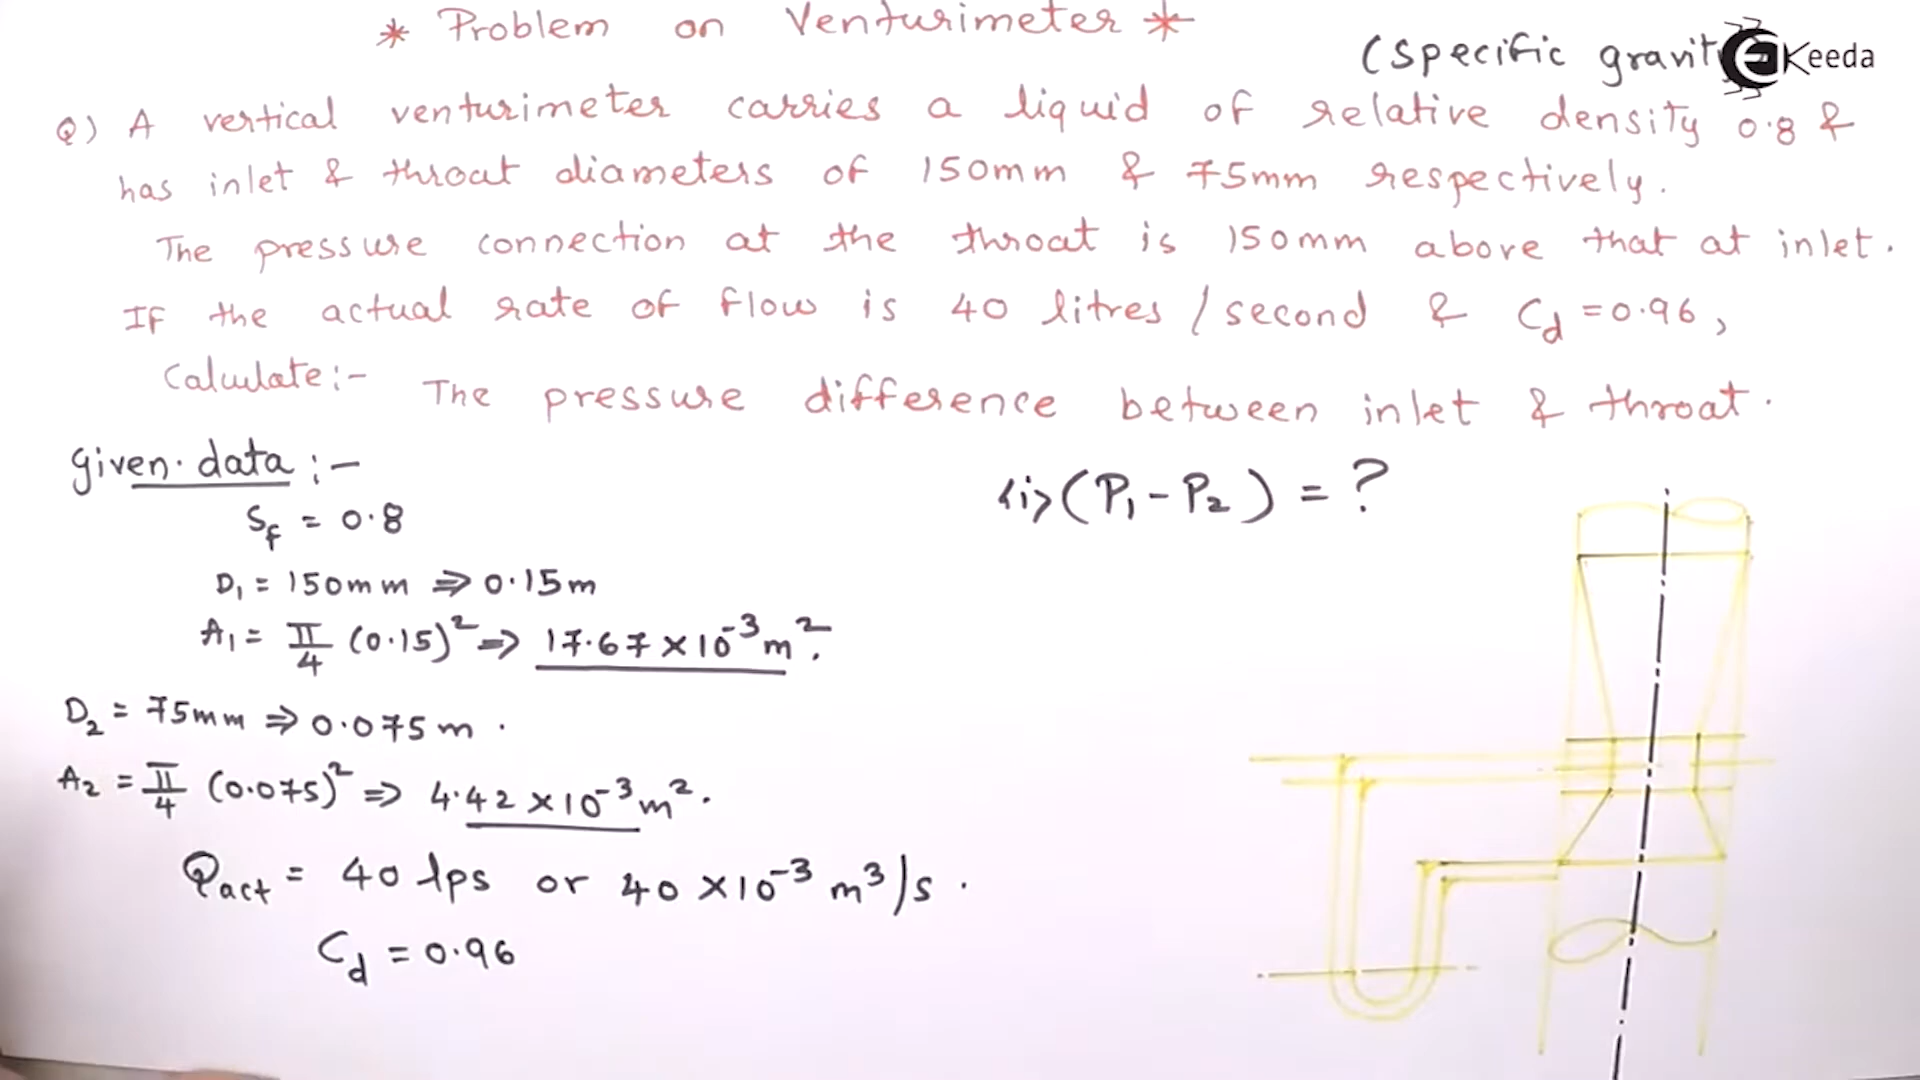 * Problem on Venturimeter *
(specific gravit
EKeeda
Q) A vertical venturimeter carries a liquid of relative density 0.8 &
has inlet & throat diameters of 150mm & 75mm respectively.
The pressure connection at the throat is 150mm above that at inlet.
IF the actual rate of flow is 40 litres / second & Cd = 0.96,
Calculate:- The pressure difference between inlet & throat.
given data :-
Sf = 0.8
D₁ = 150mm ⇒ 0.15m
A₁ = π/4 (0.15)² ⇒ 17.67 × 10⁻³ m².
D₂ = 75mm ⇒ 0.075m .
A₂ = π/4 (0.075)² ⇒ 4.42 × 10⁻³ m².
Qact = 40 lps or 40 × 10⁻³ m³/s .
Cd = 0.96
<i> (P₁ - P₂) = ?